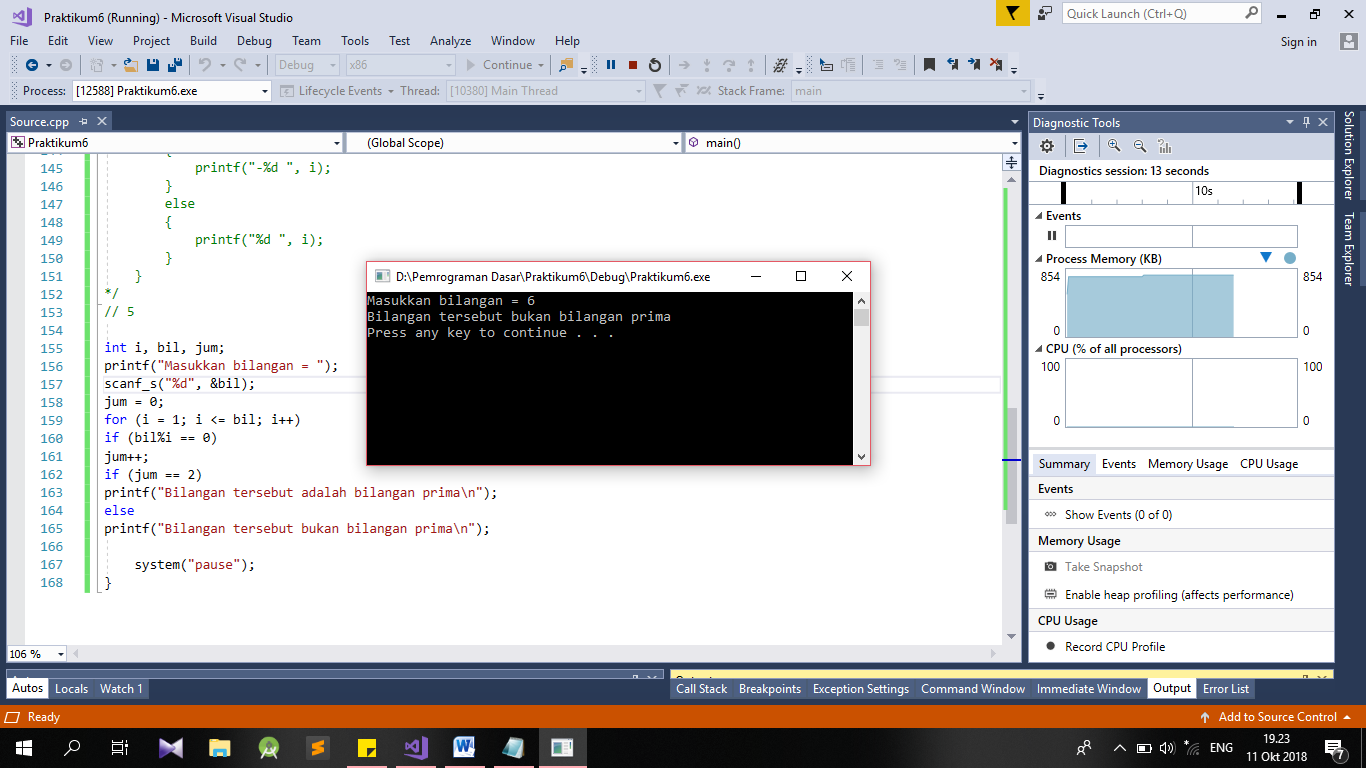 Praktikum6 (Running) - Microsoft Visual Studio
Quick Launch (Ctrl+Q)
File Edit View Project Build Debug Team Tools Test Analyze Window Help
Sign in
Debug x86 Continue
Process: [12588] Praktikum6.exe Lifecycle Events Thread: [10380] Main Thread Stack Frame: main
Source.cpp
Praktikum6 (Global Scope) main()
145 printf("-%d ", i);
146 }
147 else
148 {
149 printf("%d ", i);
150 }
151 }
152 */
153 // 5
154
155 int i, bil, jum;
156 printf("Masukkan bilangan = ");
157 scanf_s("%d", &bil);
158 jum = 0;
159 for (i = 1; i <= bil; i++)
160 if (bil%i == 0)
161 jum++;
162 if (jum == 2)
163 printf("Bilangan tersebut adalah bilangan prima\n");
164 else
165 printf("Bilangan tersebut bukan bilangan prima\n");
166
167 system("pause");
168 }
106 %
D:\Pemrograman Dasar\Praktikum6\Debug\Praktikum6.exe
Masukkan bilangan = 6
Bilangan tersebut bukan bilangan prima
Press any key to continue . . .
Diagnostic Tools
Diagnostics session: 13 seconds
10s
Events
Process Memory (KB)
854 854
0 0
CPU (% of all processors)
100 100
0 0
Summary Events Memory Usage CPU Usage
Events
Show Events (0 of 0)
Memory Usage
Take Snapshot
Enable heap profiling (affects performance)
CPU Usage
Record CPU Profile
Solution Explorer
Team Explorer
Autos Locals Watch 1
Call Stack Breakpoints Exception Settings Command Window Immediate Window Output Error List
Ready
Add to Source Control
ENG
19.23
11 Okt 2018
7